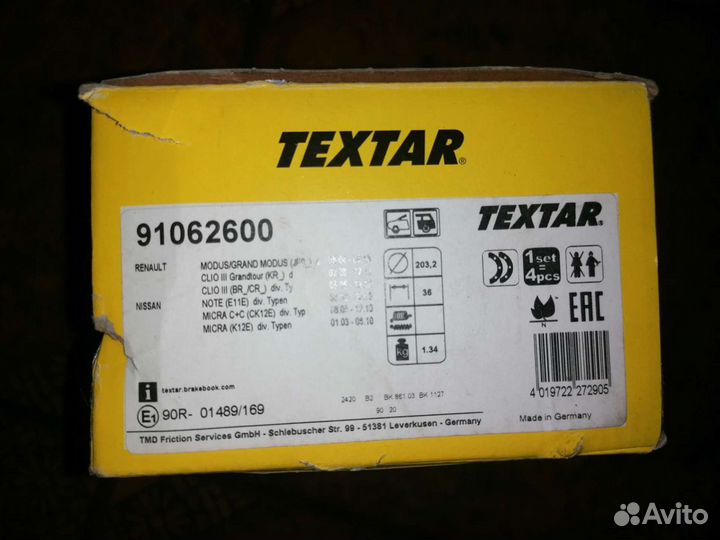 TEXTAR®
91062600
TEXTAR®
RENAULT MODUS/GRAND MODUS
CLIO III Grandtour (KR_) d
CLIO III (BR_/CR_) div. Ty
NISSAN NOTE (E11E) div. Typen
MICRA C+C (CK12E) div. Typ
MICRA (K12E) div. Typen 01.03 -
203,2
36
kg 1.34
1 set
=
4 pcs
N
EAC
i textar.brakebook.com
2420 B2 BK 861 03 BK 1127
90 20
E1 90R- 01489/169
TMD Friction Services GmbH - Schlebuscher Str. 99 - 51381 Leverkusen - Germany
4 019722 272905
Made in Germany
Avito